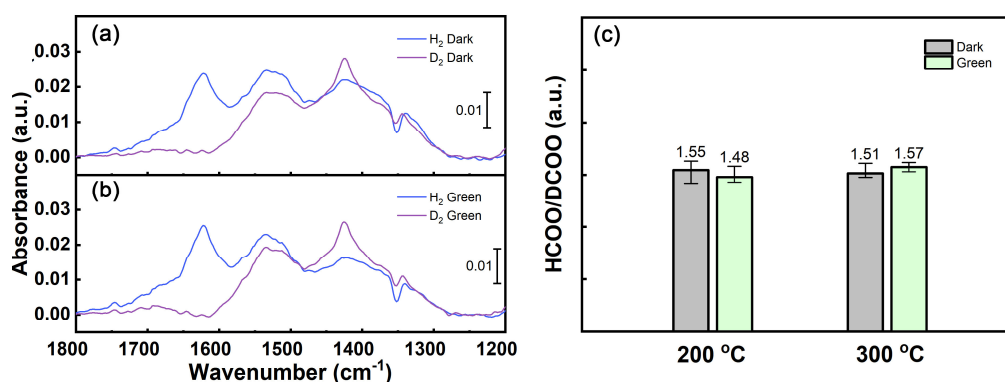 (a)
H2 Dark
D2 Dark
0.03
0.02
0.01
0.00
0.01
(b)
H2 Green
D2 Green
0.03
0.02
0.01
0.00
0.01
Absorbance (a.u.)
1800 1700 1600 1500 1400 1300 1200
Wavenumber (cm-1)
(c)
Dark
Green
HCOO/DCOO (a.u.)
1.55 1.48 1.51 1.57
200 °C 300 °C